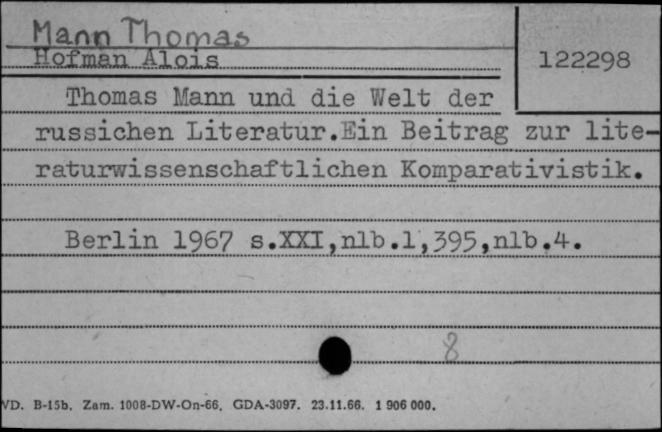 Mann Thomas
Hofman Alois
122298
Thomas Mann und die Welt der
russichen Literatur.Ein Beitrag zur lite-
raturwissenschaftlichen Komparativistik.
Berlin 1967 s.XXI,nlb.1,395,nlb.4.
8
VD. B-15b. Zam. 1008-DW-On-66. GDA-3097. 23.11.66. 1 906 000.